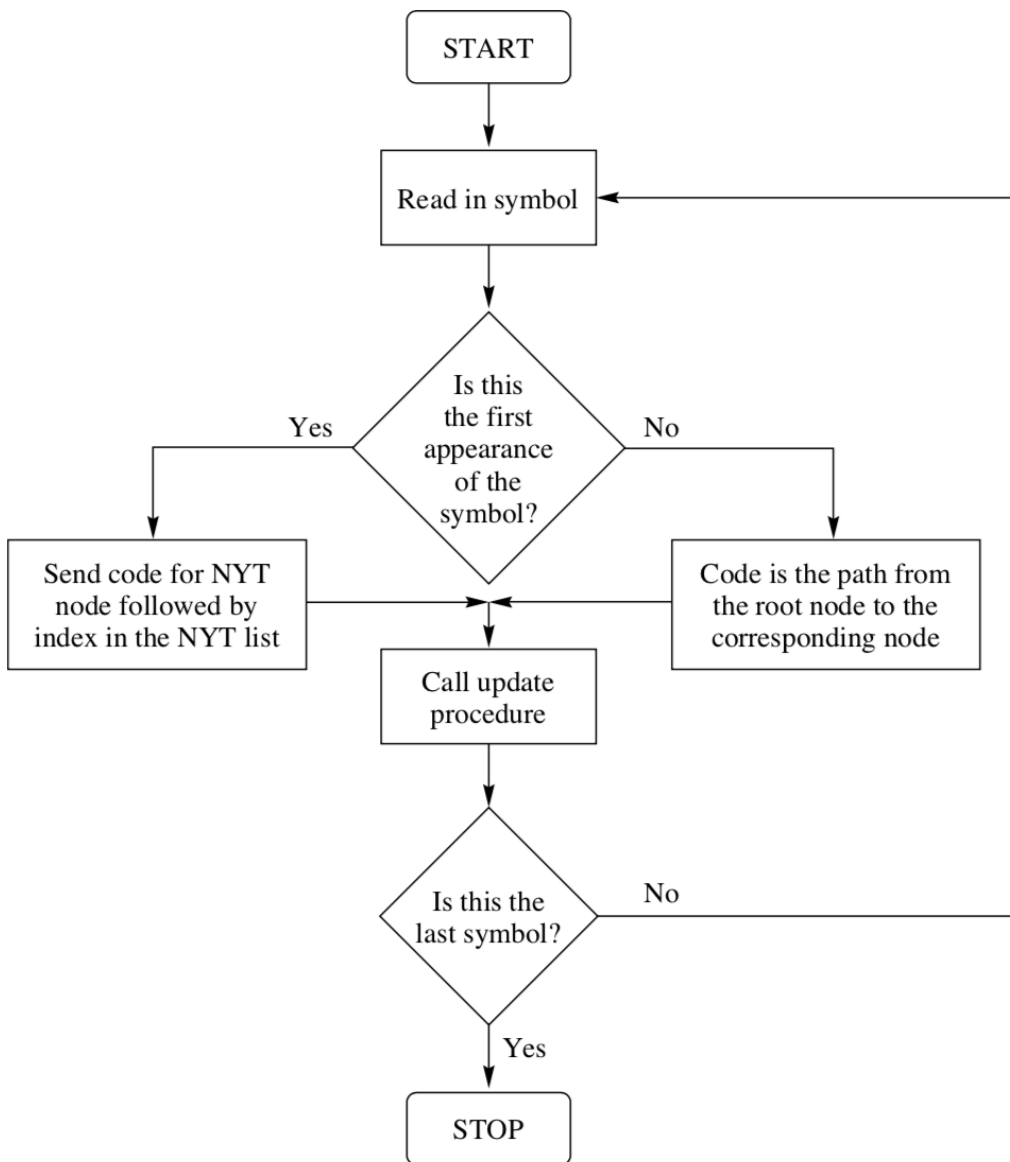 START
Read in symbol
Is this
the first
appearance
of the
symbol?
Yes
No
Send code for NYT
node followed by
index in the NYT list
Code is the path from
the root node to the
corresponding node
Call update
procedure
Is this the
last symbol?
No
Yes
STOP